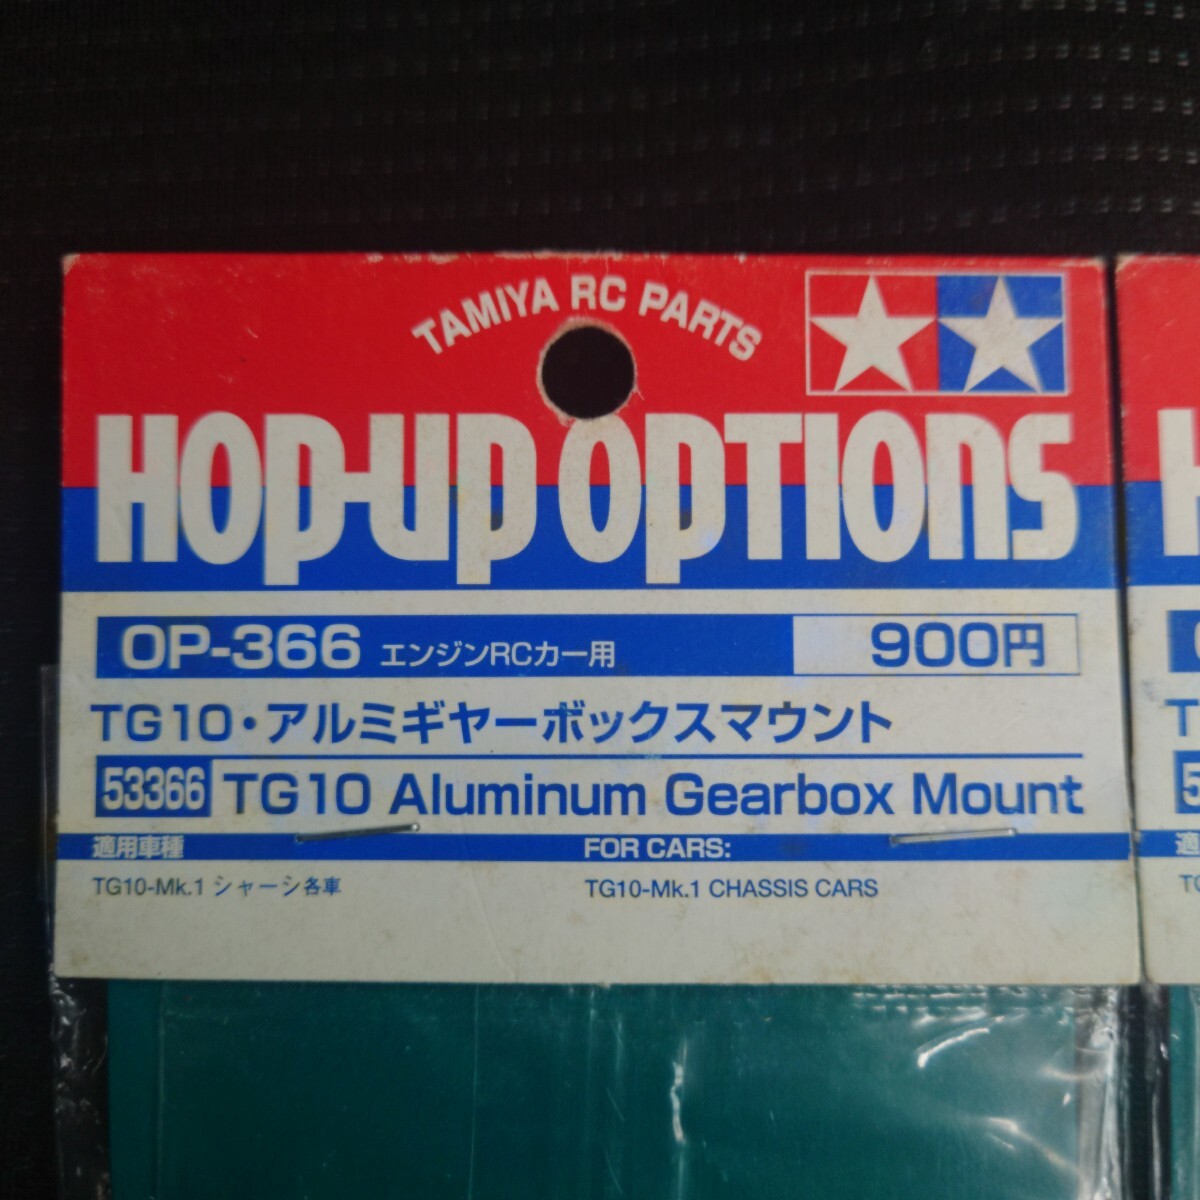 TAMIYA RC PARTS
HOP-UP OPTIONS
OP-366 エンジンRCカー用 900円
TG10・アルミギヤーボックスマウント
53366 TG10 Aluminum Gearbox Mount
適用車種 FOR CARS:
TG10-Mk.1 シャーシ各車 TG10-Mk.1 CHASSIS CARS